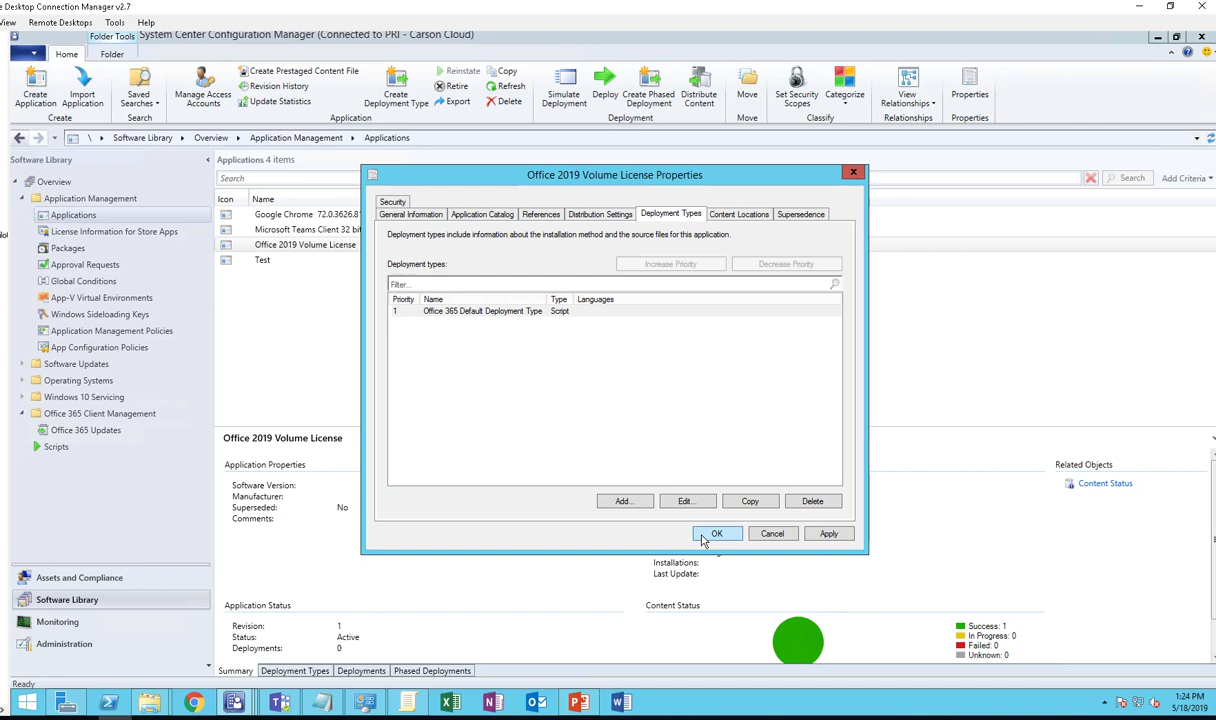 e Desktop Connection Manager v2.7
View Remote Desktops Tools Help
Folder Tools System Center Configuration Manager (Connected to PRI - Carson Cloud)
Home Folder
Create Application
Import Application
Create
Saved Searches
Search
Manage Access Accounts
Create Prestaged Content File
Revision History
Update Statistics
Create Deployment Type
Reinstate
Retire
Export
Copy
Refresh
Delete
Application
Simulate Deployment
Deploy
Create Phased Deployment
Distribute Content
Deployment
Move
Move
Set Security Scopes
Categorize
Classify
View Relationships
Relationships
Properties
Properties
\ Software Library Overview Application Management Applications
Software Library
Overview
Application Management
Applications
License Information for Store Apps
Packages
Approval Requests
Global Conditions
App-V Virtual Environments
Windows Sideloading Keys
Application Management Policies
App Configuration Policies
Software Updates
Operating Systems
Windows 10 Servicing
Office 365 Client Management
Office 365 Updates
Scripts
Assets and Compliance
Software Library
Monitoring
Administration
Applications 4 items
Search
Search
Add Criteria
Icon Name
Google Chrome 72.0.3626.81
Microsoft Teams Client 32 bit
Office 2019 Volume License
Test
Office 2019 Volume License Properties
Security
General Information Application Catalog References Distribution Settings Deployment Types Content Locations Supersedence
Deployment types include information about the installation method and the source files for this application.
Deployment types:
Increase Priority Decrease Priority
Filter...
Priority Name Type Languages
1 Office 365 Default Deployment Type Script
Add... Edit... Copy Delete
OK Cancel Apply
Office 2019 Volume License
Application Properties
Software Version:
Manufacturer:
Superseded: No
Comments:
Installations:
Last Update:
Related Objects
Content Status
Application Status
Revision: 1
Status: Active
Deployments: 0
Content Status
Success: 1
In Progress: 0
Failed: 0
Unknown: 0
Summary Deployment Types Deployments Phased Deployments
Ready
1:24 PM
5/18/2019